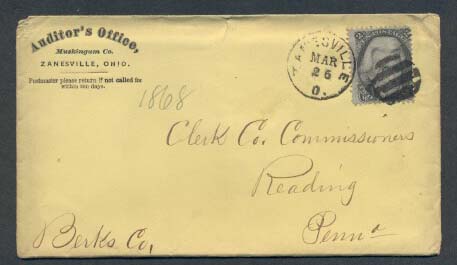 Auditor's Office,
Muskingum Co.
ZANESVILLE, OHIO.
Postmaster please return if not called for
within ten days.
ZANESVILLE
MAR
26
O.
1868
Clerk Co. Commissioners
Reading
Penna
Berks Co.